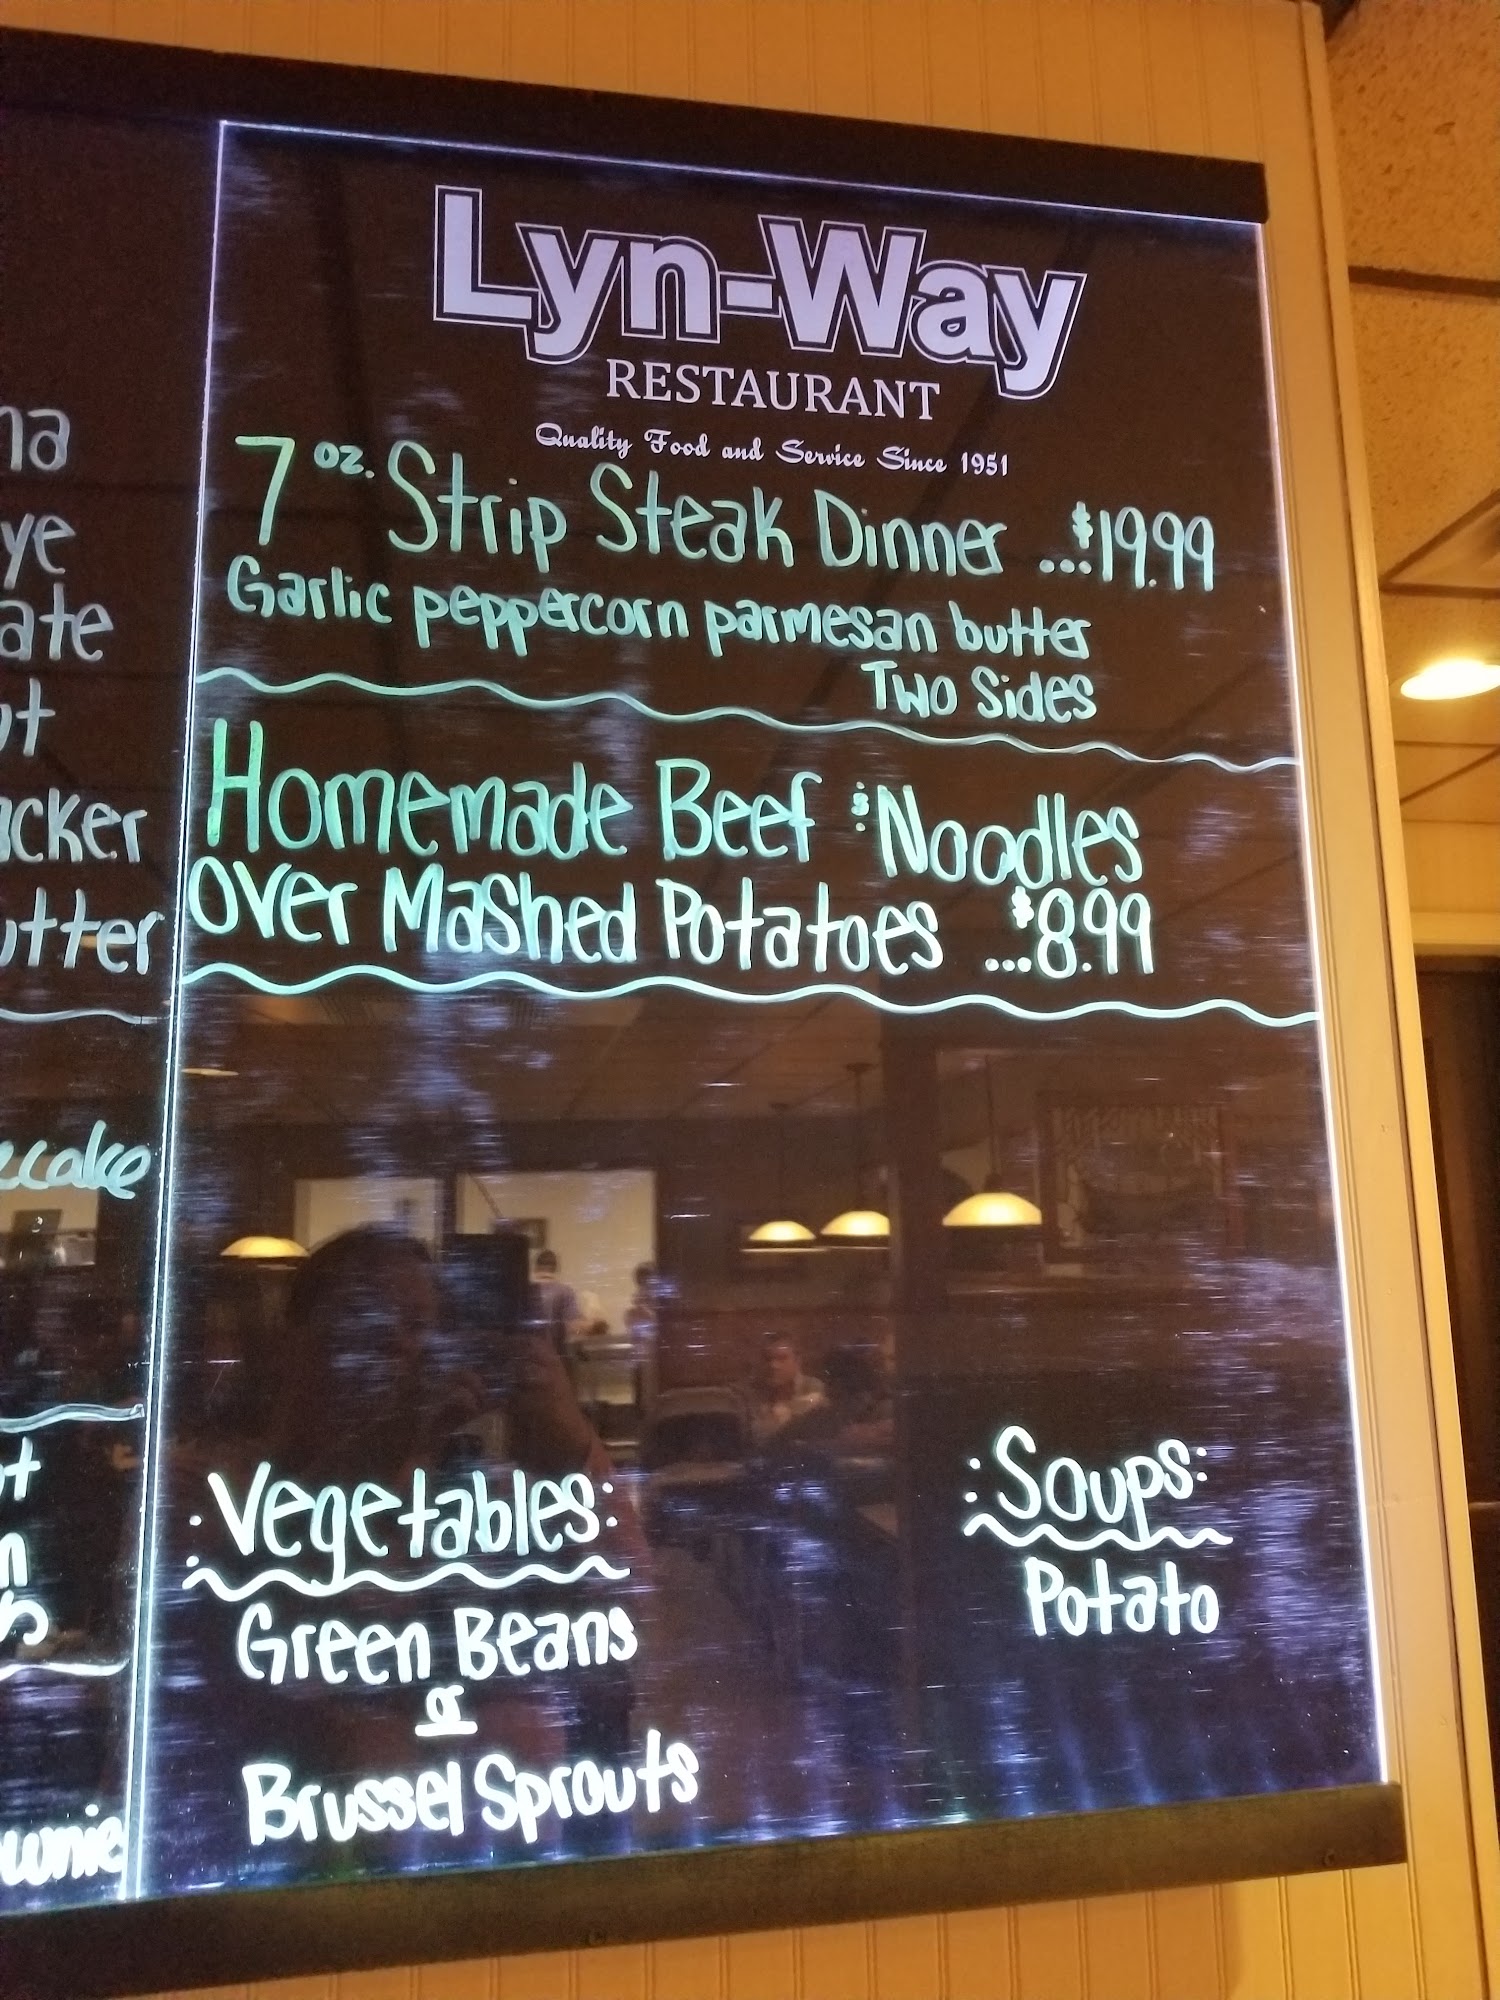 Lyn-Way
RESTAURANT
Quality Food and Service Since 1951
7 oz. Strip Steak Dinner ...$19.99
Garlic peppercorn parmesan butter
Two Sides
Homemade Beef & Noodles
over Mashed Potatoes ...$8.99
:Vegetables:
Green Beans
or
Brussel Sprouts
:Soups:
Potato